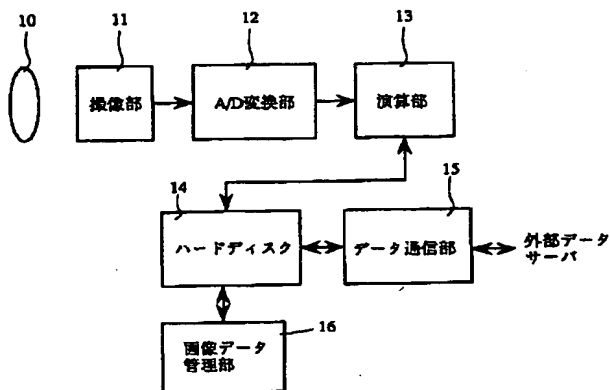 10
11
12
13
撮像部
A/D変換部
演算部
14
15
ハードディスク
データ通信部
外部データ
サーバ
16
画像データ
管理部